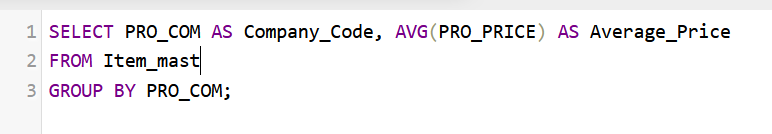 1 SELECT PRO_COM AS Company_Code, AVG(PRO_PRICE) AS Average_Price
2 FROM Item_mast
3 GROUP BY PRO_COM;